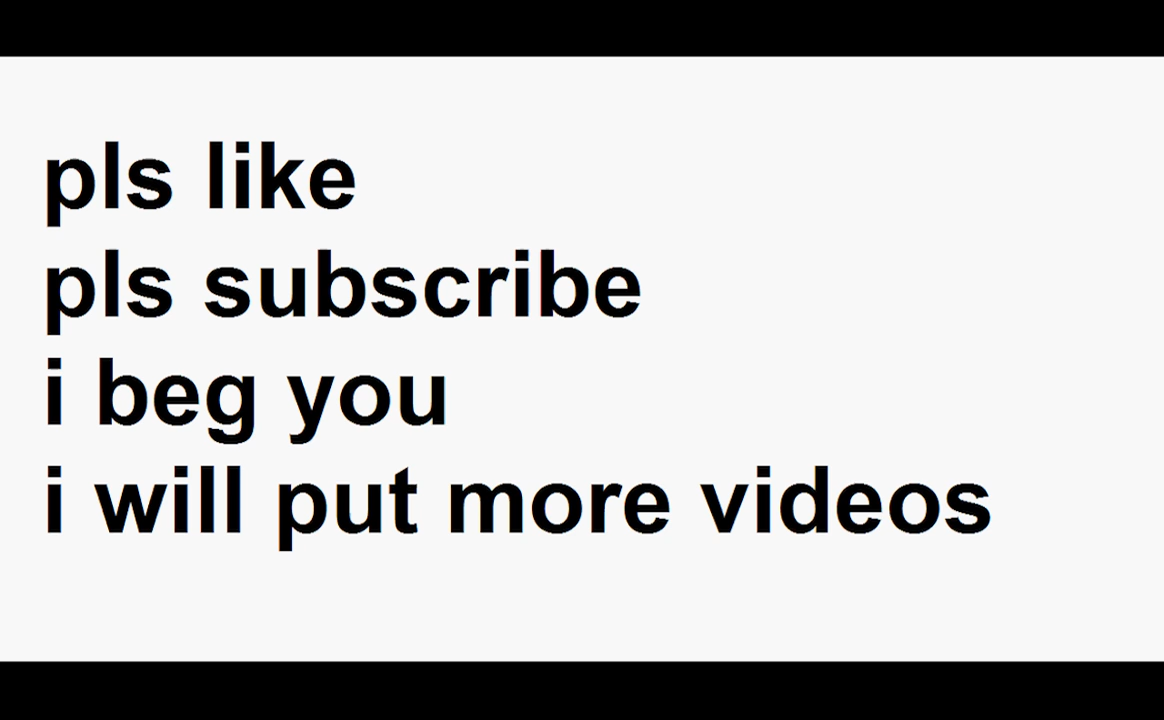 pls like
pls subscribe
i beg you
i will put more videos